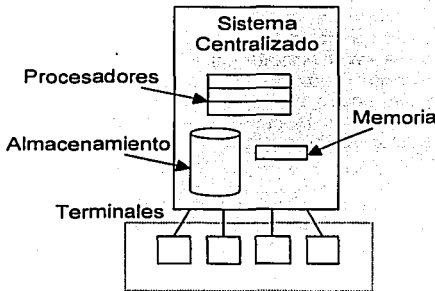 Sistema
Centralizado
Procesadores
Memoria
Almacenamiento
Terminales